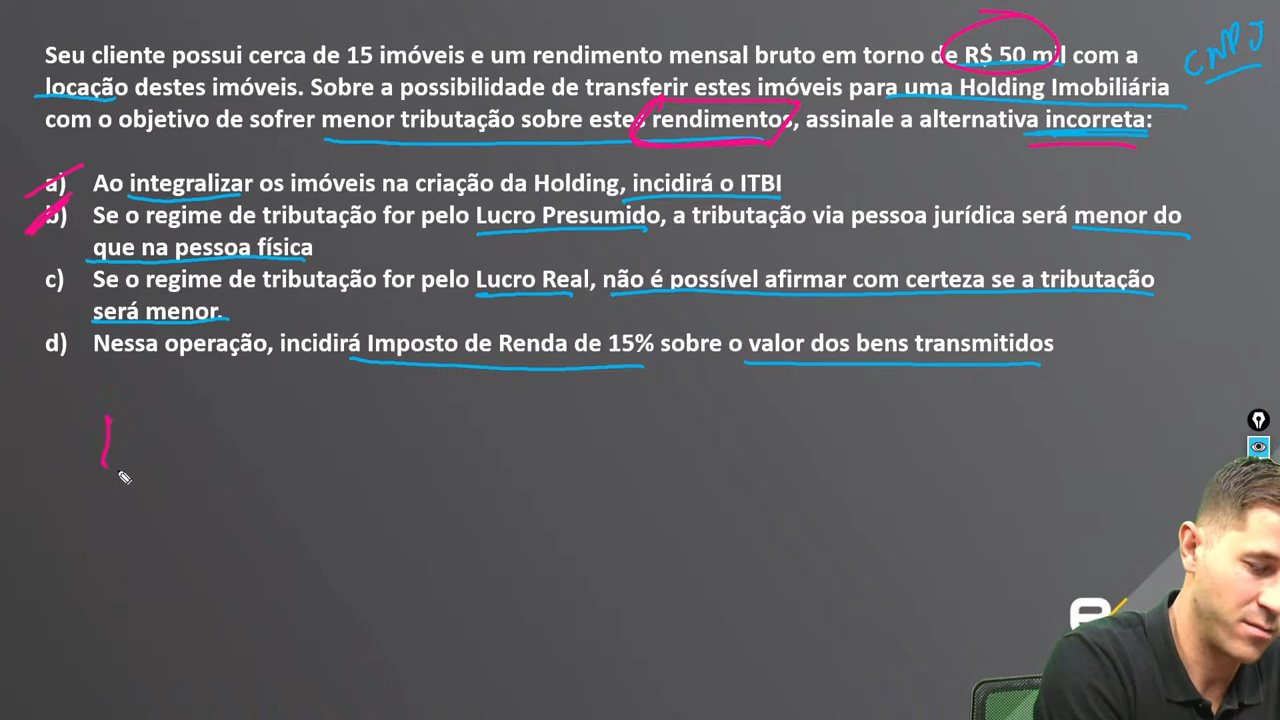 Seu cliente possui cerca de 15 imóveis e um rendimento mensal bruto em torno de R$ 50 mil com a
CNPJ
locação destes imóveis. Sobre a possibilidade de transferir estes imóveis para uma Holding Imobiliária
com o objetivo de sofrer menor tributação sobre estes rendimentos, assinale a alternativa incorreta:
a) Ao integralizar os imóveis na criação da Holding, incidirá o ITBI
b) Se o regime de tributação for pelo Lucro Presumido, a tributação via pessoa jurídica será menor do
que na pessoa física
c) Se o regime de tributação for pelo Lucro Real, não é possível afirmar com certeza se a tributação
será menor.
d) Nessa operação, incidirá Imposto de Renda de 15% sobre o valor dos bens transmitidos